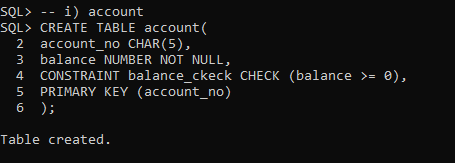 SQL> -- i) account
SQL> CREATE TABLE account(
  2  account_no CHAR(5),
  3  balance NUMBER NOT NULL,
  4  CONSTRAINT balance_ckeck CHECK (balance >= 0),
  5  PRIMARY KEY (account_no)
  6  );
Table created.